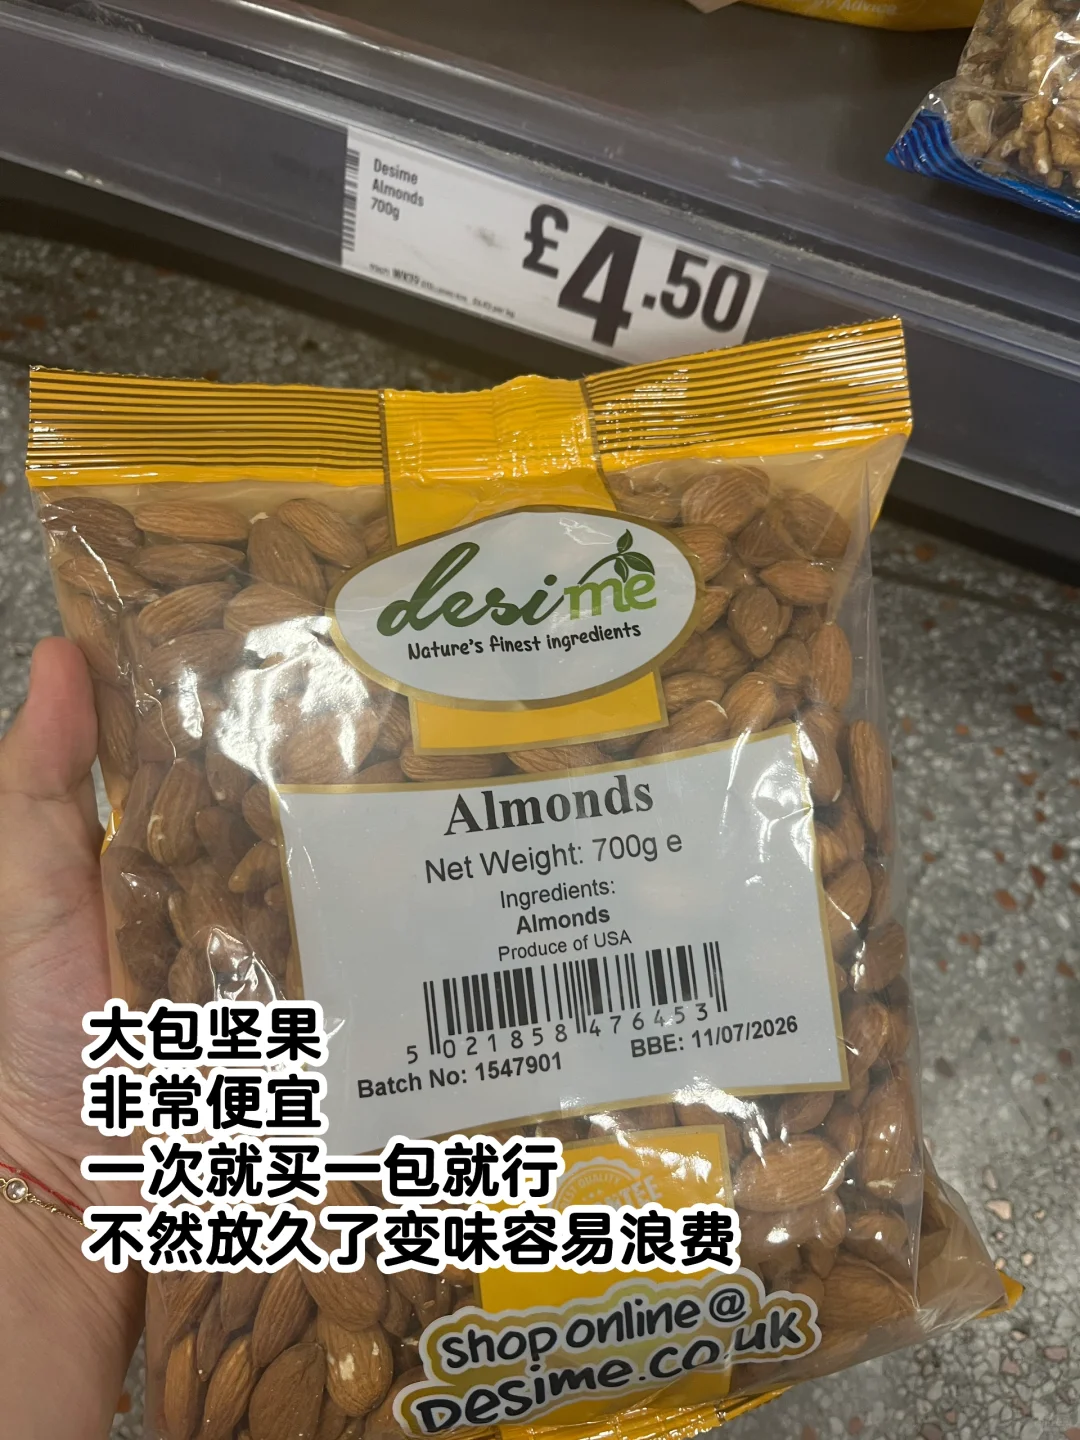 Desime
Almonds
700g
£4.50
desi me
Nature's finest ingredients
Almonds
Net Weight: 700g e
Ingredients:
Almonds
Produce of USA
5 021858 476453
Batch No: 1547901
BBE: 11/07/2026
大包坚果
非常便宜
一次就买一包就行
不然放久了变味容易浪费
QUALITY
shop online @
Desime.co.uk